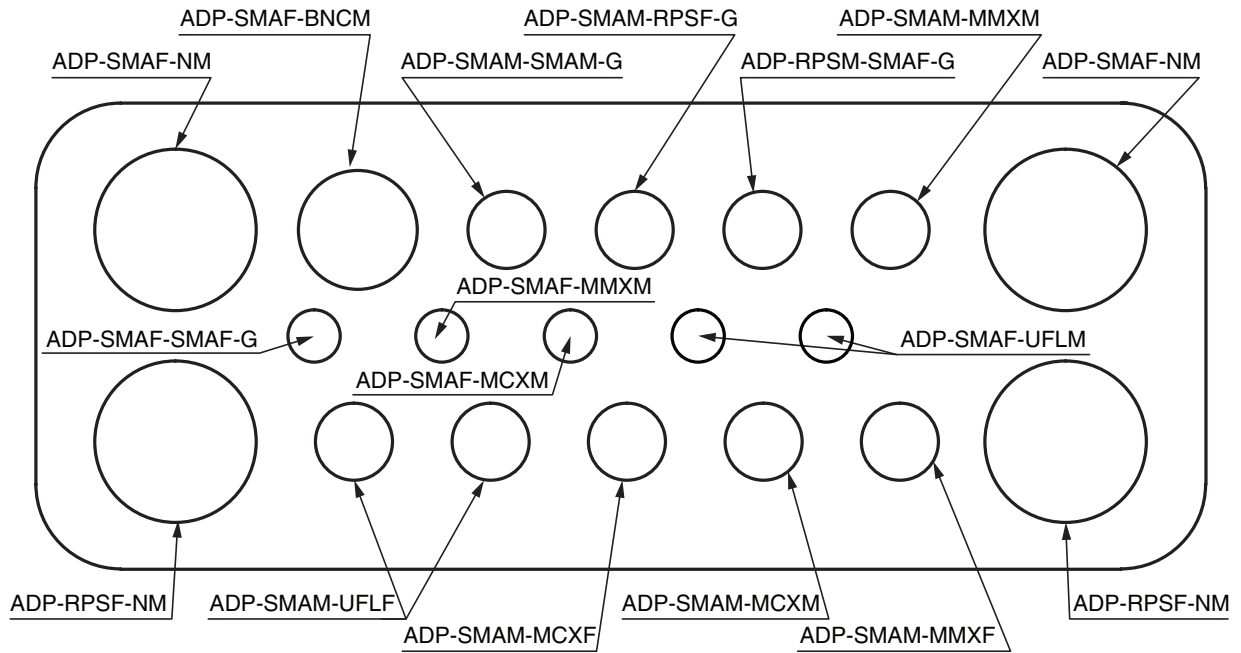 ADP-SMAF-BNCM
ADP-SMAM-RPSF-G
ADP-SMAM-MMXM
ADP-SMAF-NM
ADP-SMAM-SMAM-G
ADP-RPSM-SMAF-G
ADP-SMAF-NM
ADP-SMAF-MMXM
ADP-SMAF-SMAF-G
ADP-SMAF-UFLM
ADP-SMAF-MCXM
ADP-RPSF-NM
ADP-SMAM-UFLF
ADP-SMAM-MCXM
ADP-RPSF-NM
ADP-SMAM-MCXF
ADP-SMAM-MMXF